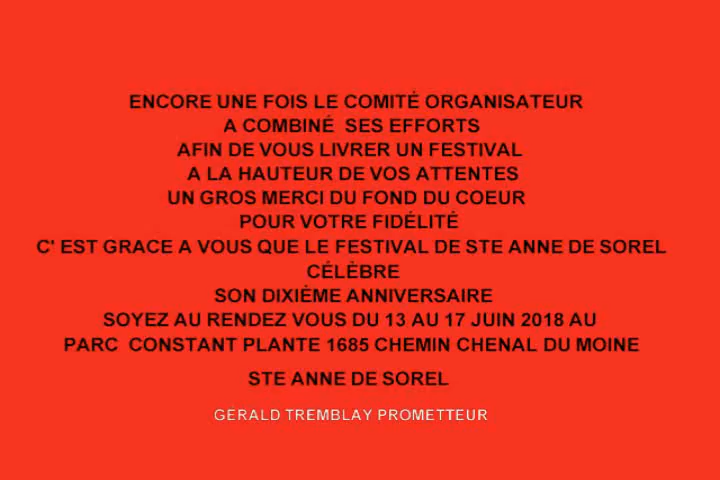 ENCORE UNE FOIS LE COMITÉ ORGANISATEUR
A COMBINÉ SES EFFORTS
AFIN DE VOUS LIVRER UN FESTIVAL
A LA HAUTEUR DE VOS ATTENTES
UN GROS MERCI DU FOND DU COEUR
POUR VOTRE FIDÉLITÉ
C' EST GRACE A VOUS QUE LE FESTIVAL DE STE ANNE DE SOREL
CÉLÈBRE
SON DIXIÈME ANNIVERSAIRE
SOYEZ AU RENDEZ VOUS DU 13 AU 17 JUIN 2018 AU
PARC CONSTANT PLANTE 1685 CHEMIN CHENAL DU MOINE
STE ANNE DE SOREL
GERALD TREMBLAY PROMETTEUR